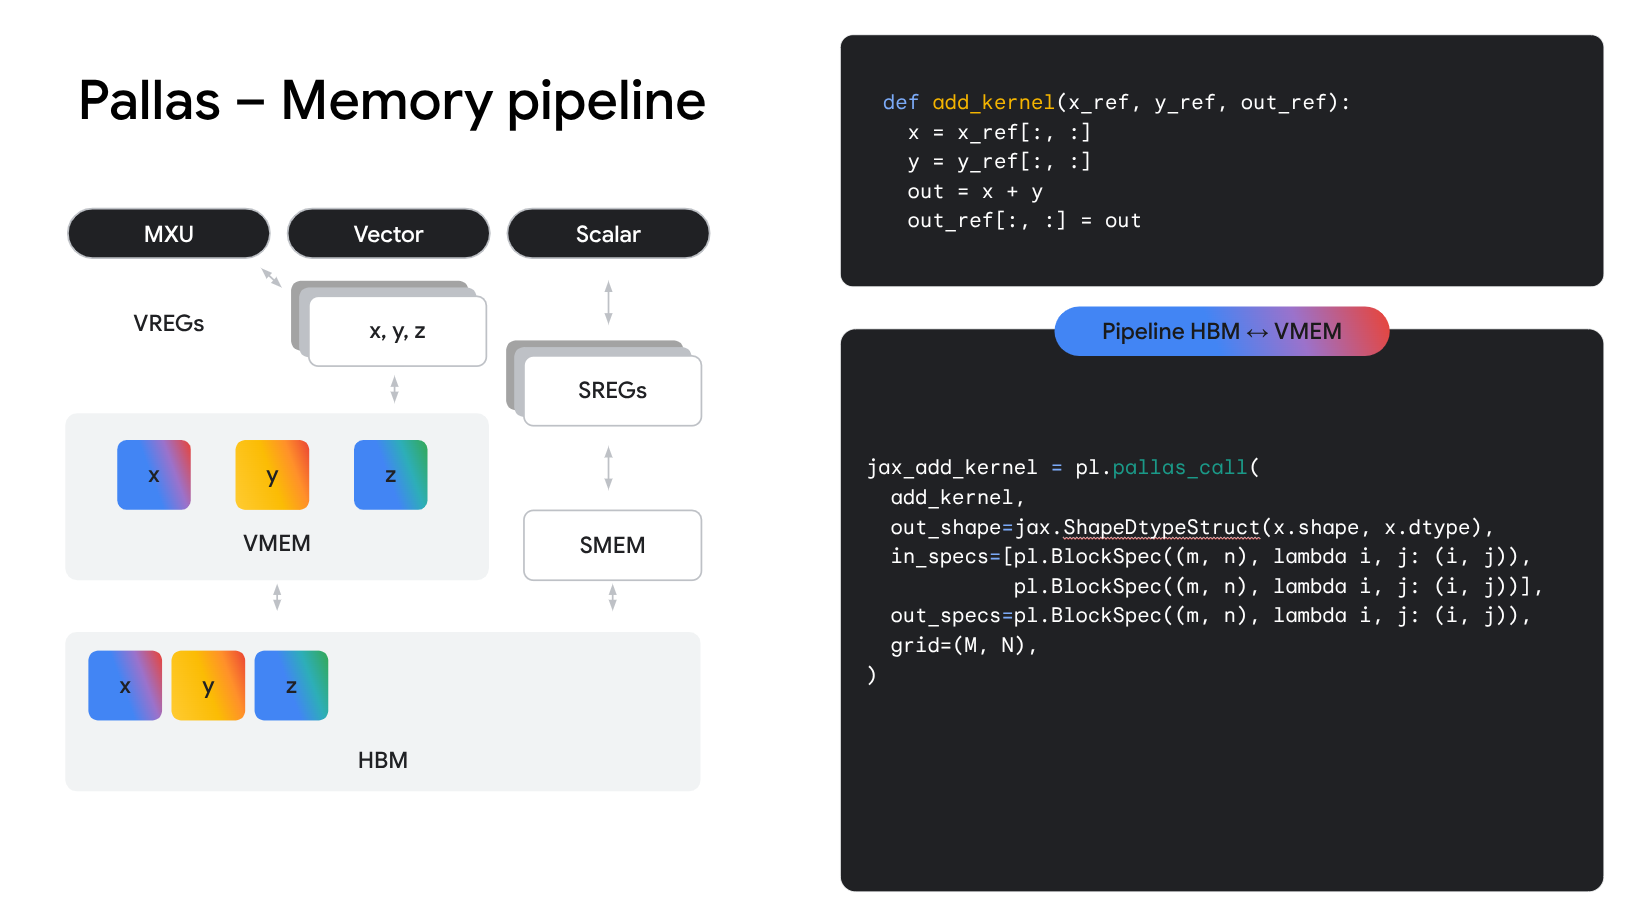 Pallas – Memory pipeline
MXU
Vector
Scalar
VREGs
x, y, z
SREGs
x
y
z
VMEM
SMEM
x
y
z
HBM
def add_kernel(x_ref, y_ref, out_ref):
  x = x_ref[:, :]
  y = y_ref[:, :]
  out = x + y
  out_ref[:, :] = out
Pipeline HBM ↔ VMEM
jax_add_kernel = pl.pallas_call(
  add_kernel,
  out_shape=jax.ShapeDtypeStruct(x.shape, x.dtype),
  in_specs=[pl.BlockSpec((m, n), lambda i, j: (i, j)),
            pl.BlockSpec((m, n), lambda i, j: (i, j))],
  out_specs=pl.BlockSpec((m, n), lambda i, j: (i, j)),
  grid=(M, N),
)